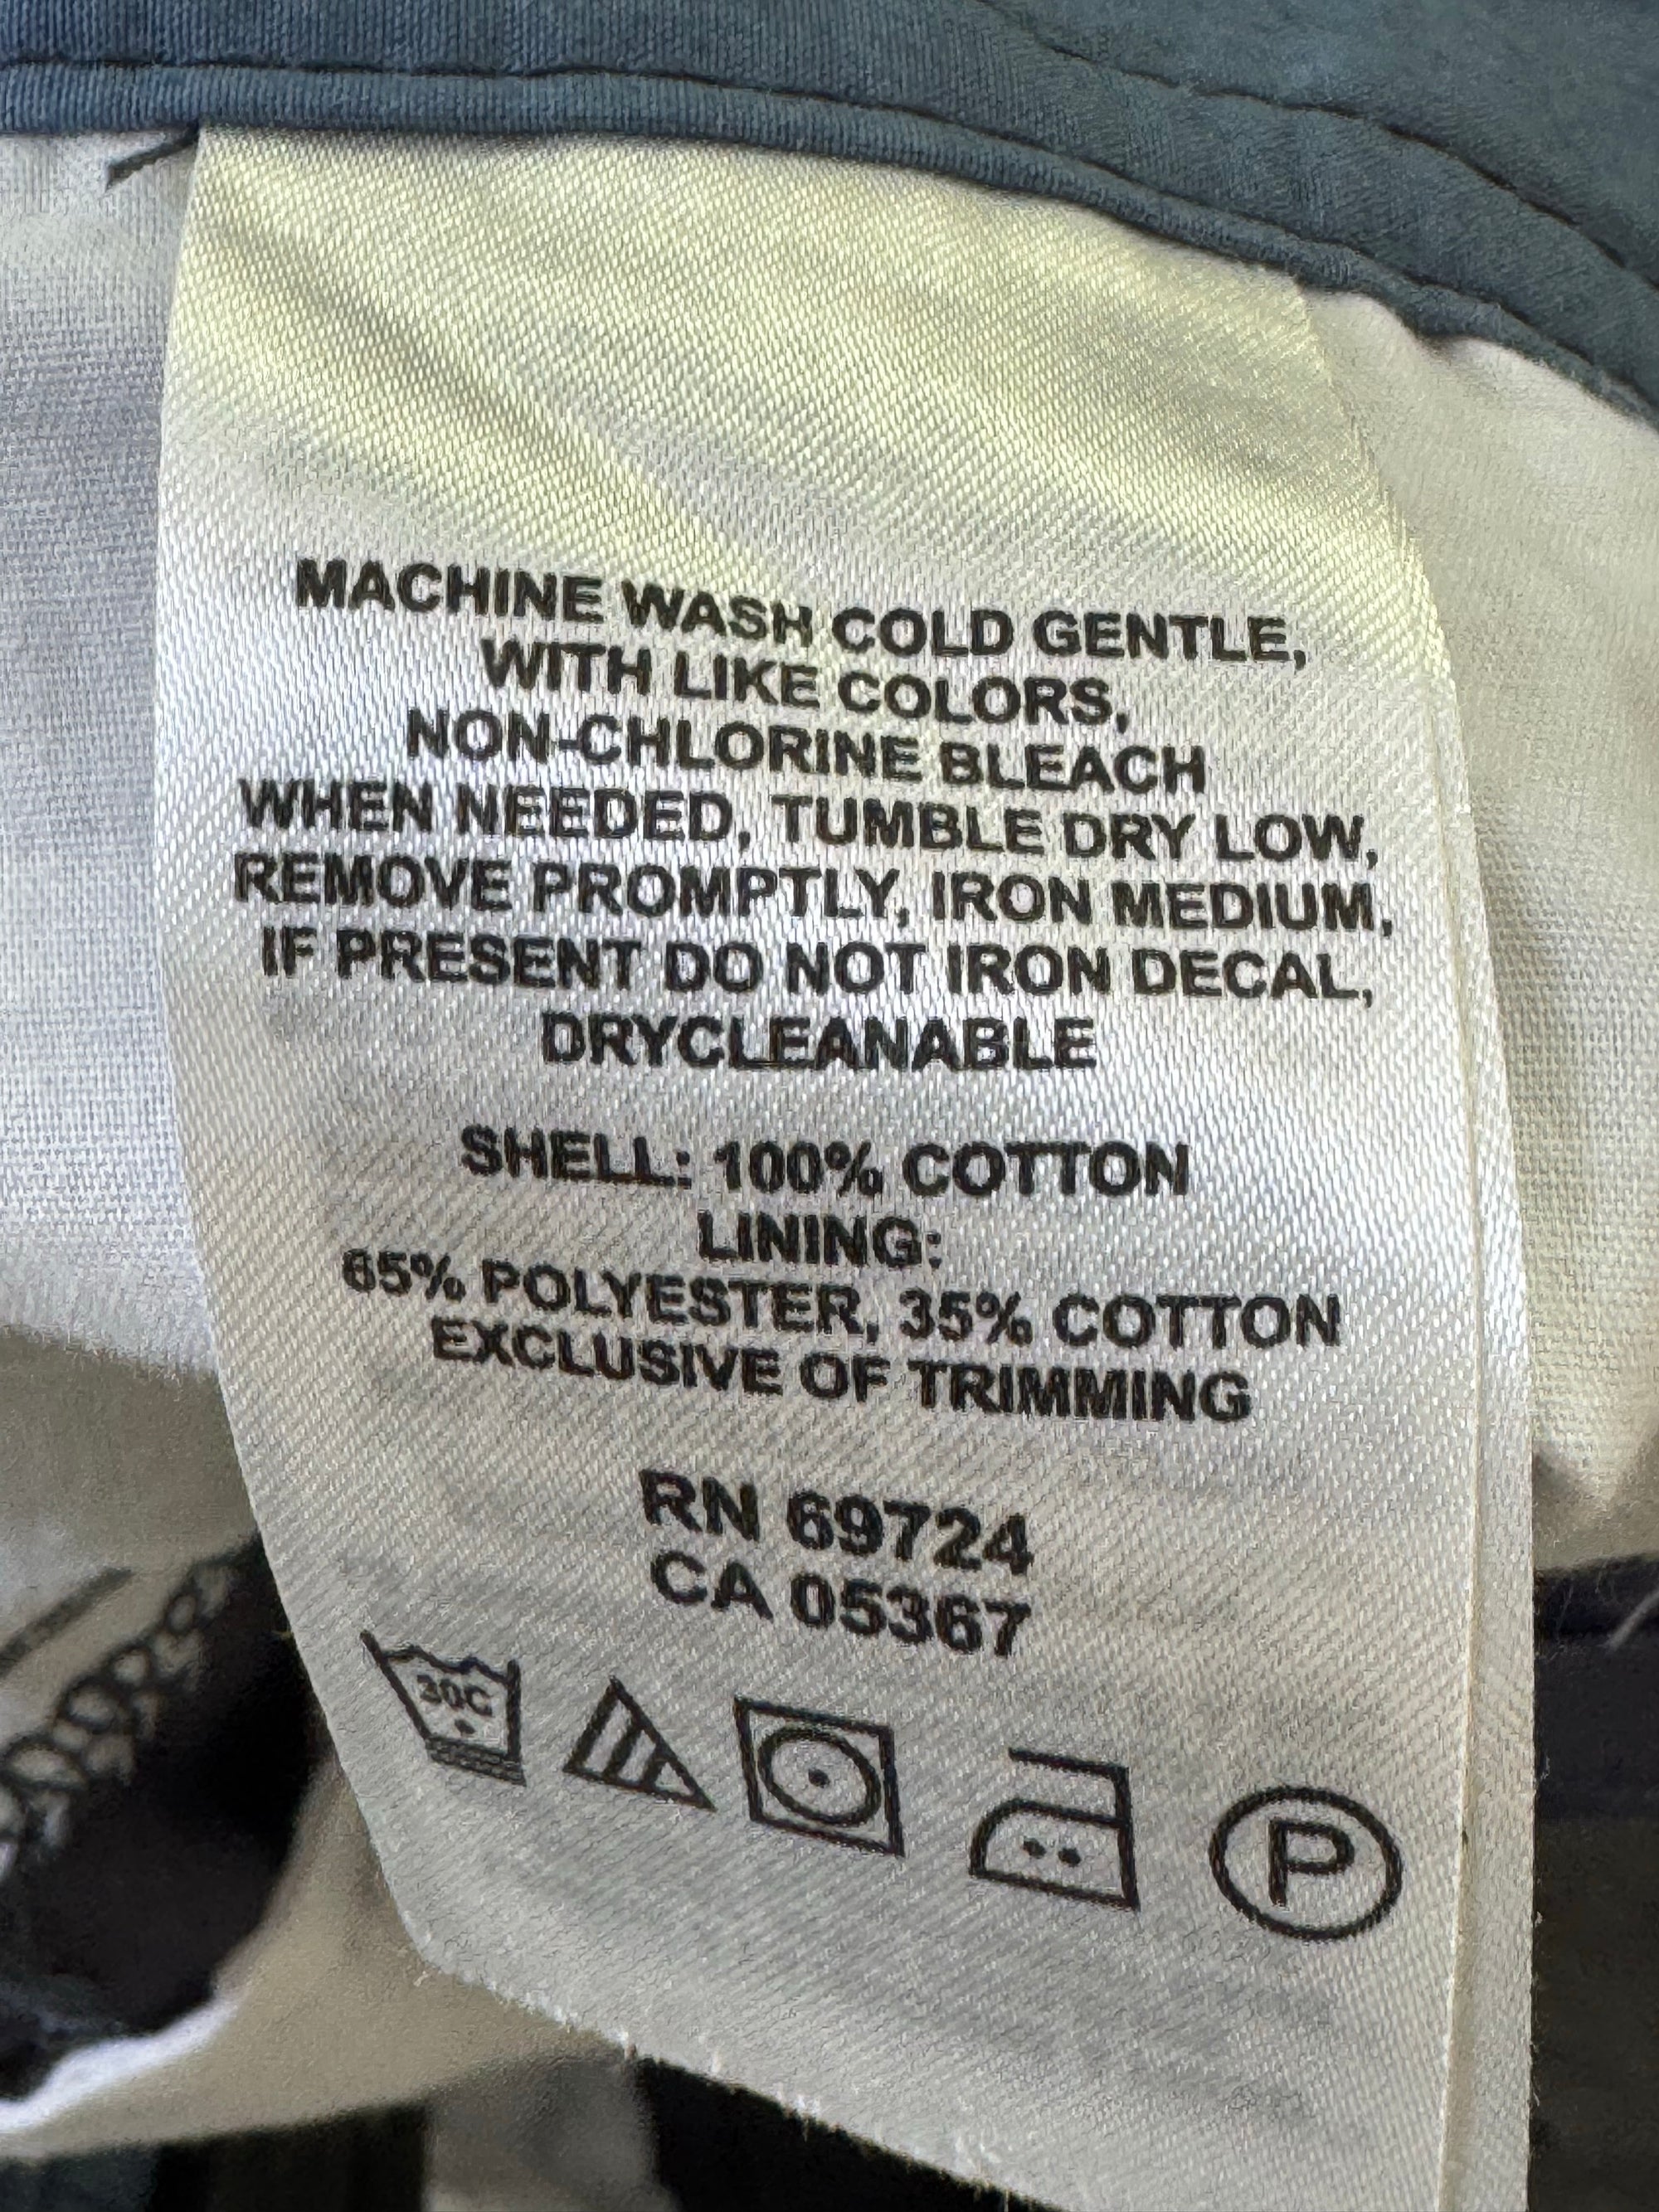 MACHINE WASH COLD GENTLE,
WITH LIKE COLORS,
NON-CHLORINE BLEACH
WHEN NEEDED, TUMBLE DRY LOW,
REMOVE PROMPTLY, IRON MEDIUM,
IF PRESENT DO NOT IRON DECAL,
DRYCLEANABLE
SHELL: 100% COTTON
LINING:
65% POLYESTER, 35% COTTON
EXCLUSIVE OF TRIMMING
RN 69724
CA 05367
30C
P